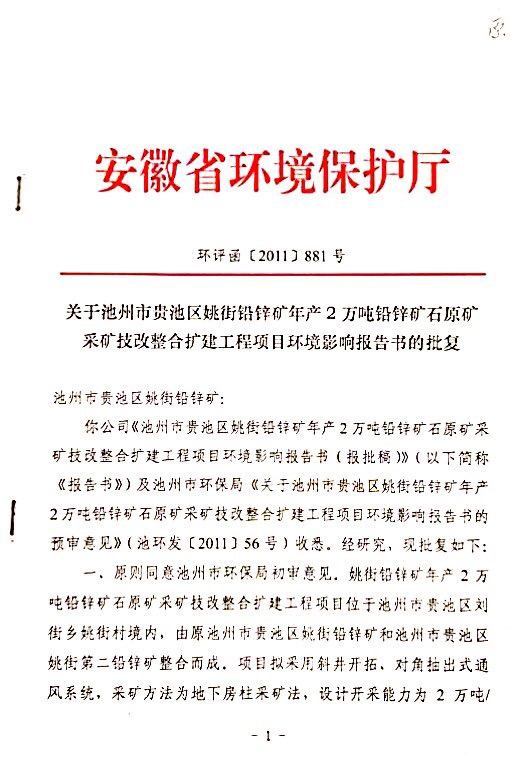 安徽省环境保护厅
环评函〔2011〕881号
关于池州市贵池区姚街铅锌矿年产2万吨铅锌矿石原矿
采矿技改整合扩建工程项目环境影响报告书的批复
池州市贵池区姚街铅锌矿:
你公司《池州市贵池区姚街铅锌矿年产2万吨铅锌矿石原矿采
矿技改整合扩建工程项目环境影响报告书（报批稿）》（以下简称
《报告书》）及池州市环保局《关于池州市贵池区姚街铅锌矿年产
2万吨铅锌矿石原矿采矿技改整合扩建工程项目环境影响报告书的
预审意见》（池环发〔2011〕56号）收悉。经研究，现批复如下:
一、原则同意池州市环保局初审意见。姚街铅锌矿年产2万
吨铅锌矿石原矿采矿技改整合扩建工程项目位于池州市贵池区刘
街乡姚街村境内，由原池州市贵池区姚街铅锌矿和池州市贵池区
姚街第二铅锌矿整合而成。项目拟采用斜井开拓、对角抽出式通
风系统，采矿方法为地下房柱采矿法，设计开采能力为2万吨/
- 1 -